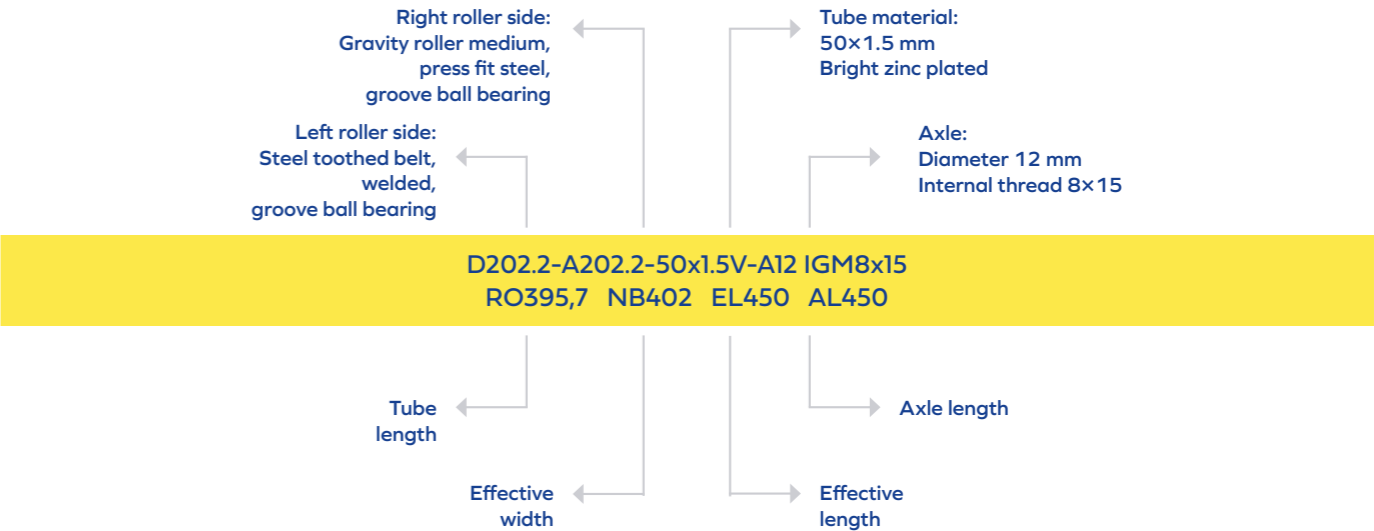 Right roller side:
Gravity roller medium,
press fit steel,
groove ball bearing
Tube material:
50×1.5 mm
Bright zinc plated
Left roller side:
Steel toothed belt,
welded,
groove ball bearing
Axle:
Diameter 12 mm
Internal thread 8×15
D202.2-A202.2-50x1.5V-A12 IGM8x15
RO395,7 NB402 EL450 AL450
Tube
length
Axle length
Effective
width
Effective
length